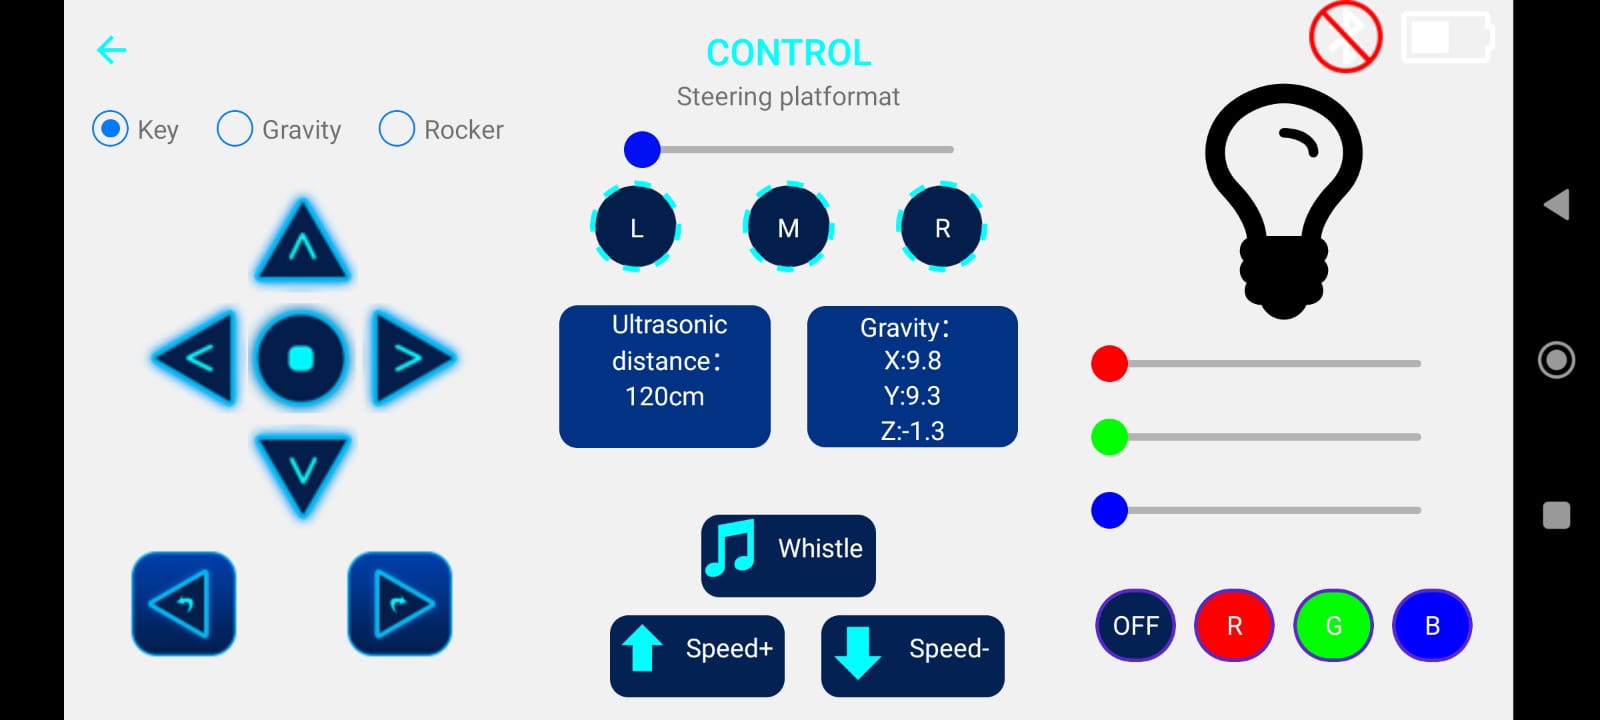 CONTROL
Steering platformat
Key
Gravity
Rocker
L
M
R
Ultrasonic
distance：
120cm
Gravity：
X:9.8
Y:9.3
Z:-1.3
Whistle
Speed+
Speed-
OFF
R
G
B